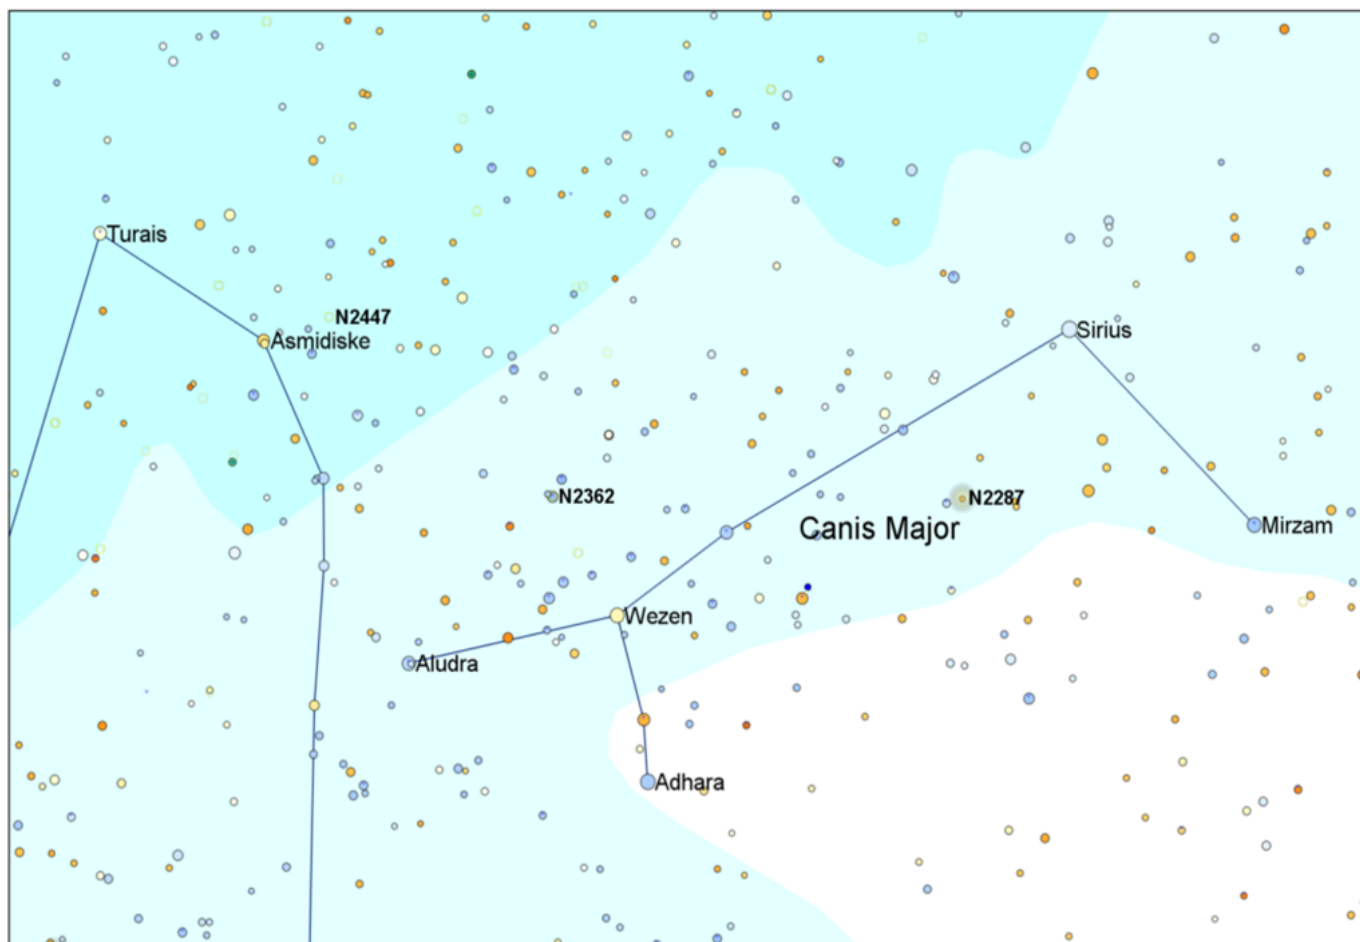 Turais
N2447
Asmidiske
Sirius
N2362
N2287
Canis Major
Mirzam
Wezen
Aludra
Adhara